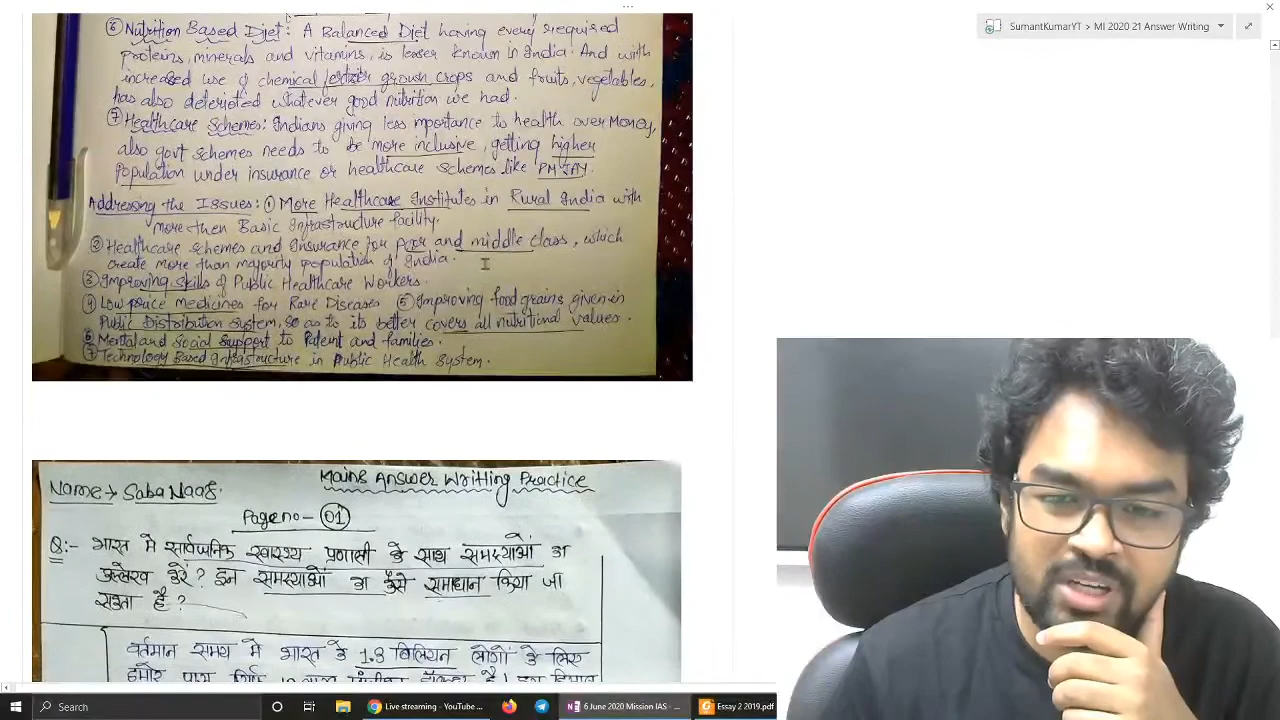 SumantKumarYT > MI 2020 21 Answer Writing
⑥ Nutrition Based Diet: A Balanced Diet having every required
proteins, minerals and vitamins, is lesser known in India. And with
increased use of chemical grown crops and fruits, vegetables,
has also deterioted whatever good nutrition we had.
⑦ Healthcare Schemes: Indians giving less mportance to health over Money,
also govt schemes needs to be more inclusive, getting higher
population under insurance or healthcare schemes like PM-JAY.
Addressing the Issues: ① More Healthcare Institutes in Rural India with
more then Basic Infrastructure facility.
② Healthcare Schemes and Insurance for poor and middle class, which
create more than majority population of India.
③ Improving skills of Public Healthcare Workers.
④ Low price medicines for Rare Diseases ⑤ Improving food grains given in
Public Distribution System, so as to its better covers all nutritional values.
⑥ Mental and Social support to Patent and families.
⑦ Technology Based Infrastructure in Public Health System.
Mains Answer Writting Practice
Name → Saba Naaz
Page no - 01
Q:- भारत मे सार्वजनिक स्वास्थ्य प्रणाली के साथ समस्याओं का
उल्लेख करें? इन समस्याओं का कैसे समाधान किया जा
सकता है?
वर्तमान समय मे भारत के 1.3 बिलियन लोगों के लिए
हमारे पास सिर्फ
Search
Live streaming - YouTube ...
6 June 2020 Mission IAS - ...
Essay 2 2019.pdf